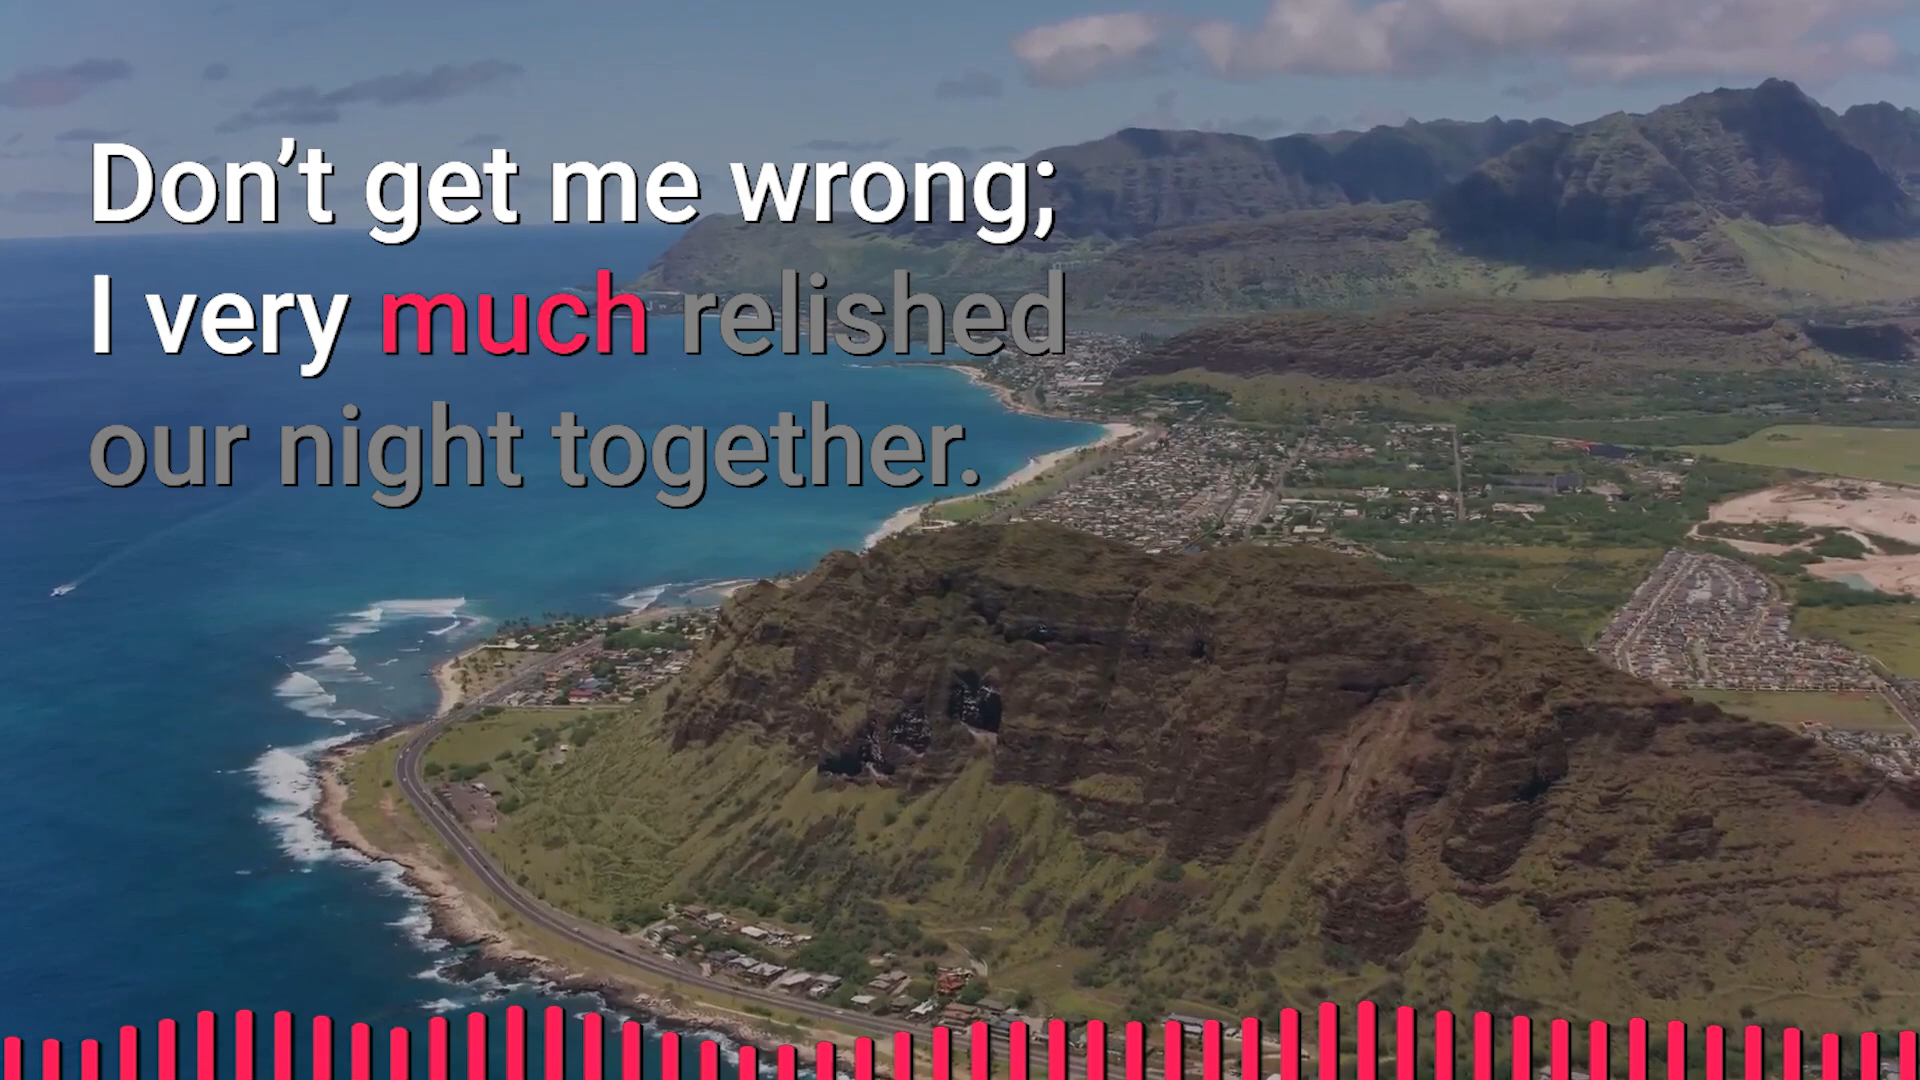 Don’t get me wrong;
I very much relished
our night together.